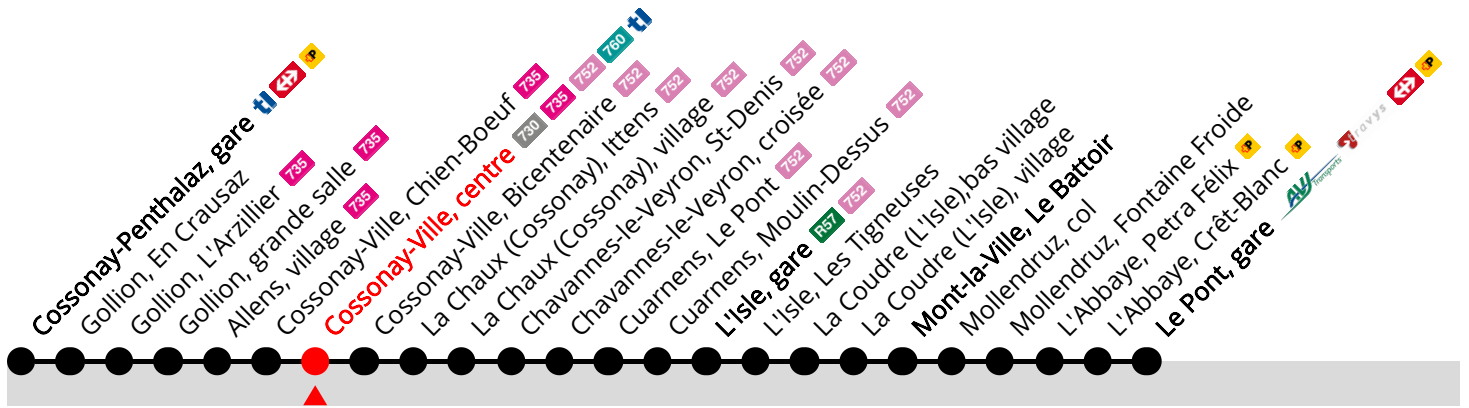 Cossonay-Penthalaz, gare tl P
Gollion, En Crausaz
Gollion, L'Arzillier 735
Gollion, grande salle 735
Allens, village 735
Cossonay-Ville, Chien-Boeuf 735
Cossonay-Ville, centre 730 735 752 760 tl
Cossonay-Ville, Bicentenaire 752
La Chaux (Cossonay), Ittens 752
La Chaux (Cossonay), village 752
Chavannes-le-Veyron, St-Denis 752
Chavannes-le-Veyron, croisée 752
Cuarnens, Le Pont 752
Cuarnens, Moulin-Dessus 752
L'Isle, gare R57 752
L'Isle, Les Tigneuses
La Coudre (L'Isle),bas village
La Coudre (L'Isle), village
Mont-la-Ville, Le Battoir
Mollendruz, col
Mollendruz, Fontaine Froide
L'Abbaye, Petra Félix P
L'Abbaye, Crêt-Blanc P
Le Pont, gare AVJ Transports travys P